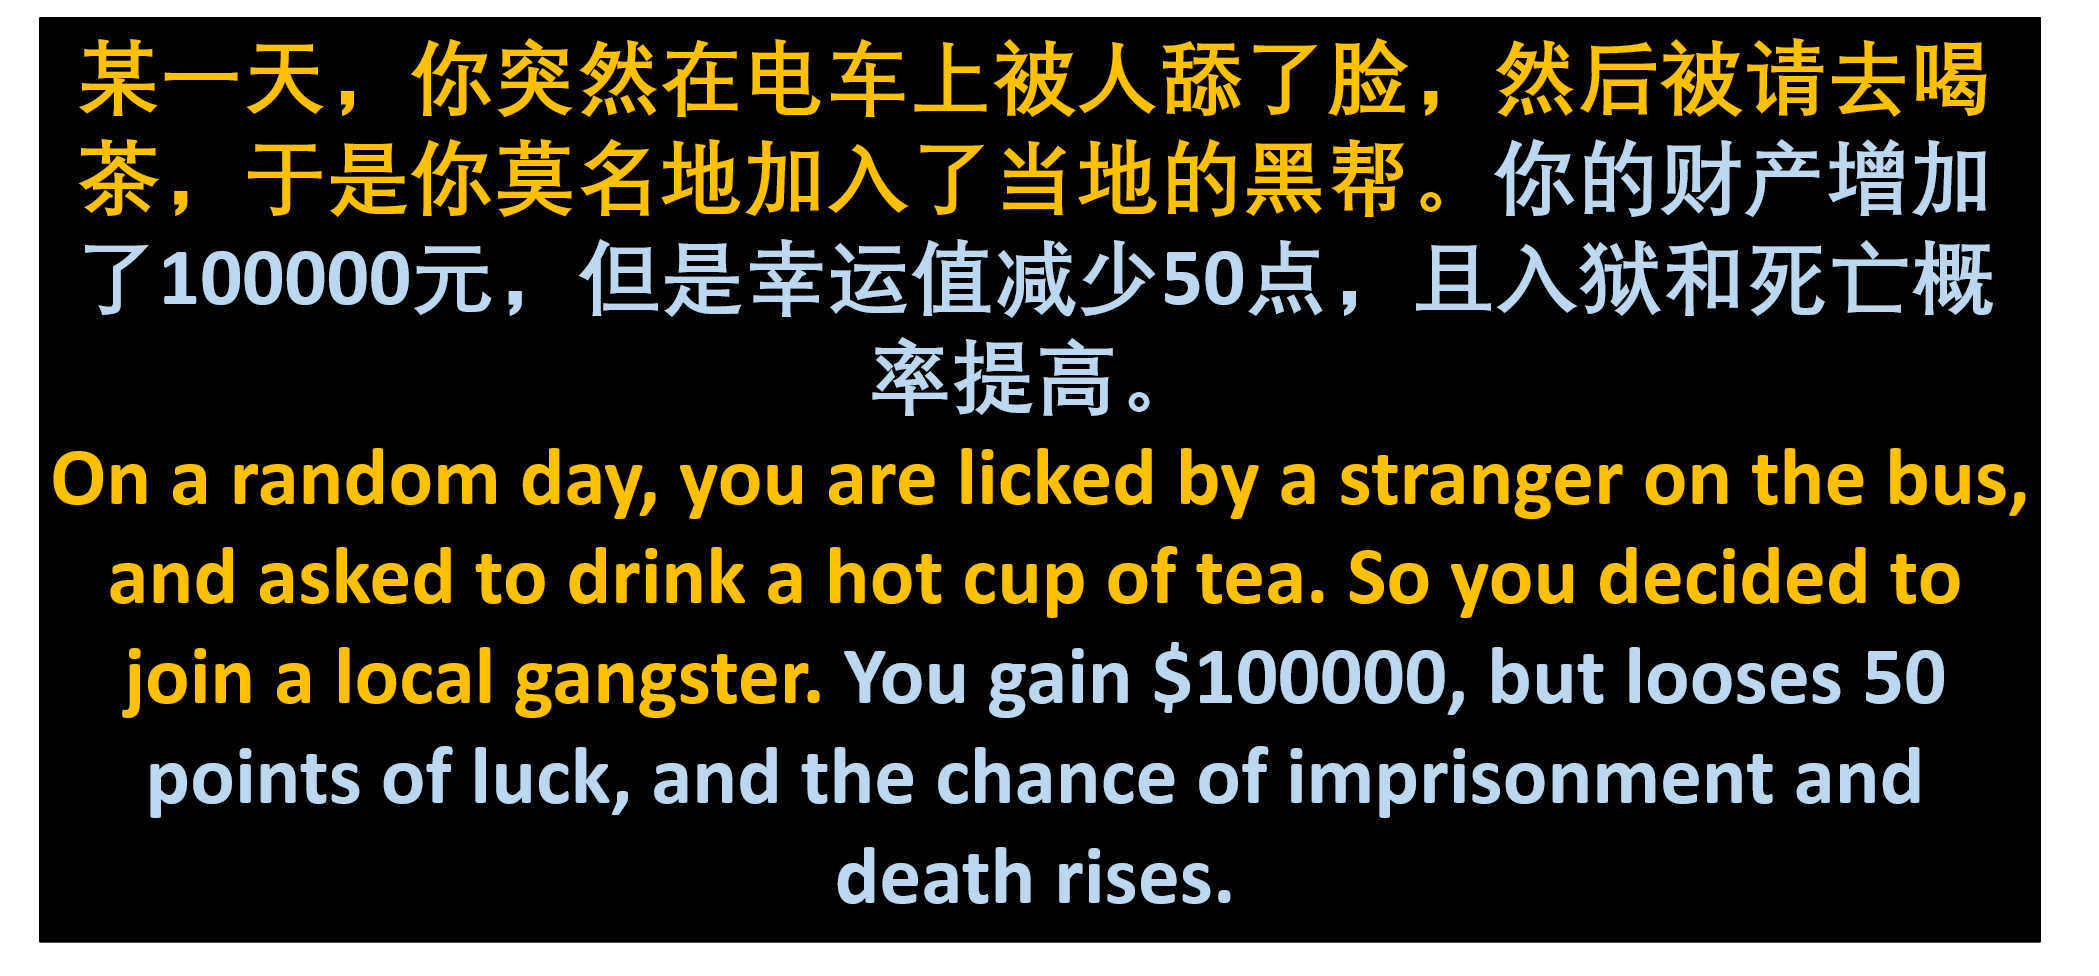 某一天，你突然在电车上被人舔了脸，然后被请去喝
茶，于是你莫名地加入了当地的黑帮。你的财产增加
了100000元，但是幸运值减少50点，且入狱和死亡概
率提高。
On a random day, you are licked by a stranger on the bus,
and asked to drink a hot cup of tea. So you decided to
join a local gangster. You gain $100000, but looses 50
points of luck, and the chance of imprisonment and
death rises.